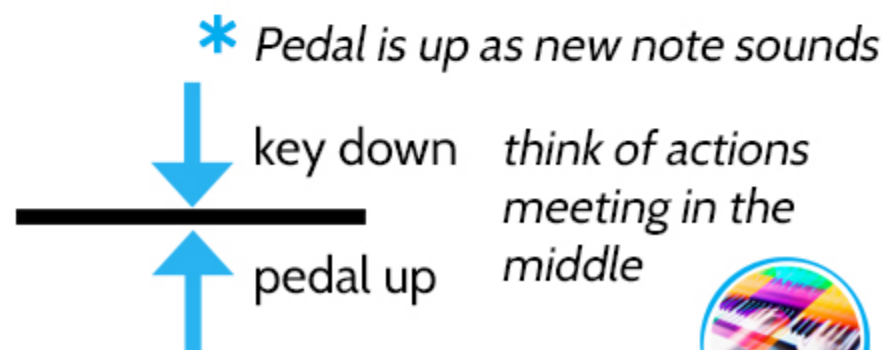 * Pedal is up as new note sounds
key down
think of actions
meeting in the
middle
pedal up